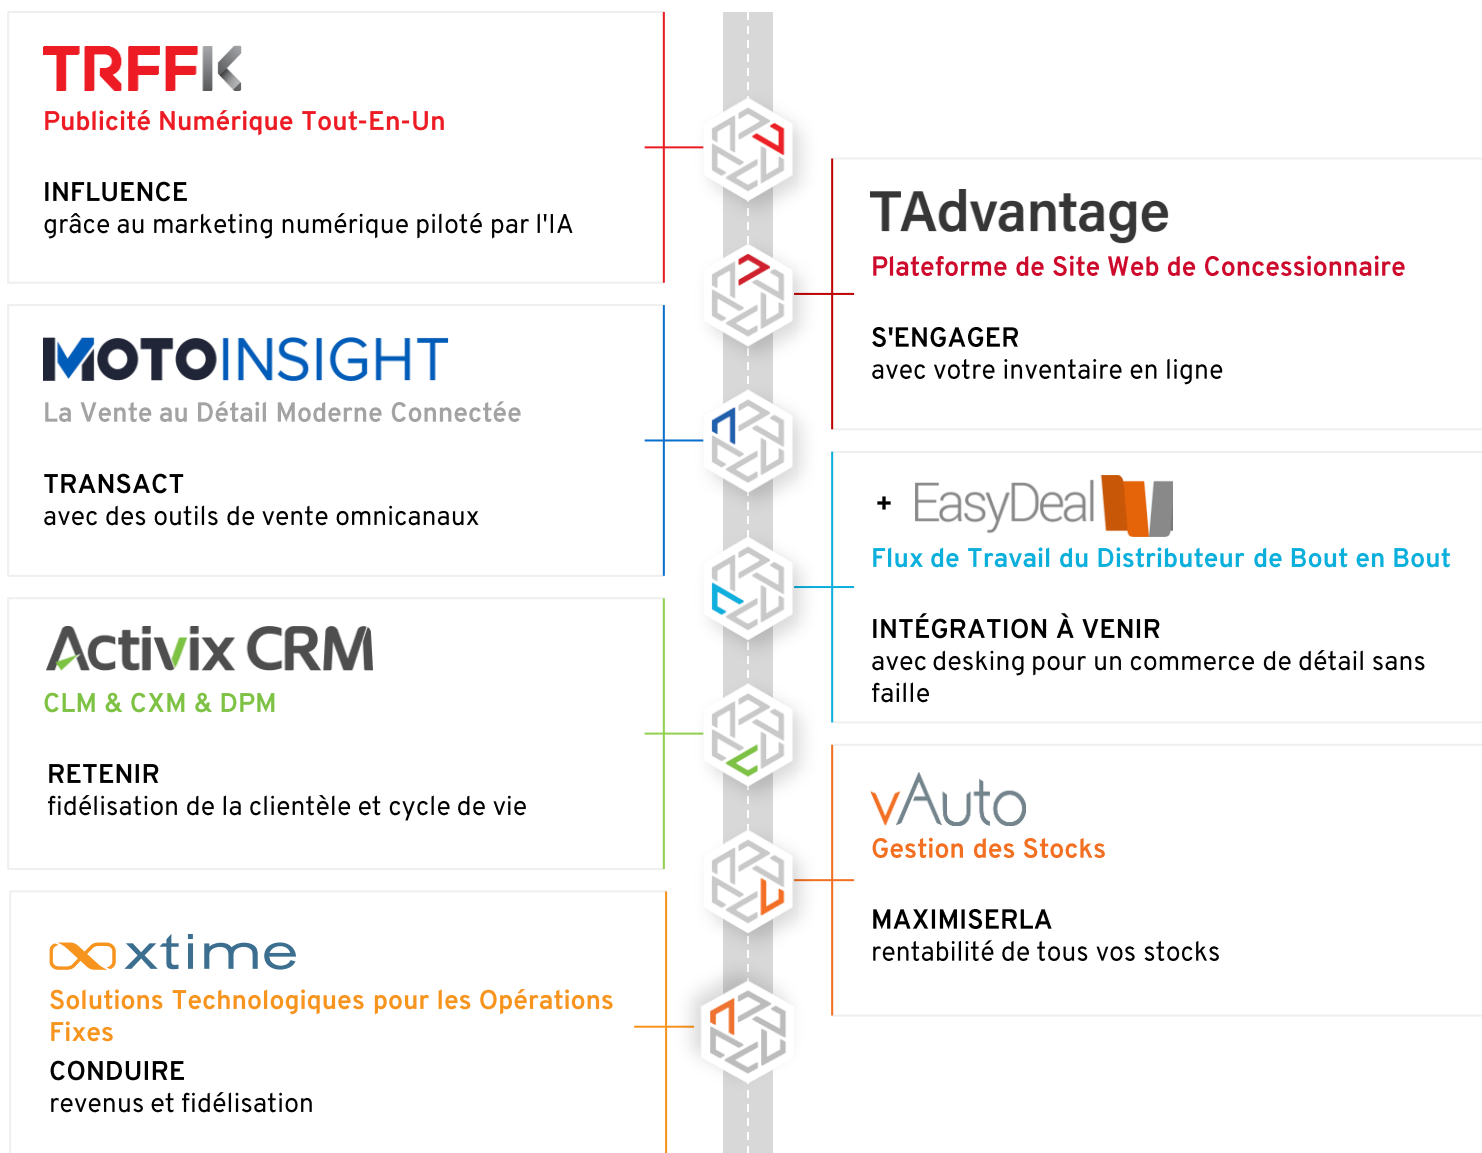 TRFFK
Publicité Numérique Tout-En-Un
INFLUENCE
grâce au marketing numérique piloté par l'IA
TAdvantage
Plateforme de Site Web de Concessionnaire
S'ENGAGER
avec votre inventaire en ligne
MOTOINSIGHT
La Vente au Détail Moderne Connectée
TRANSACT
avec des outils de vente omnicanaux
+ EasyDeal
Flux de Travail du Distributeur de Bout en Bout
INTÉGRATION À VENIR
avec desking pour un commerce de détail sans
faille
Activix CRM
CLM & CXM & DPM
RETENIR
fidélisation de la clientèle et cycle de vie
vAuto
Gestion des Stocks
MAXIMISERLA
rentabilité de tous vos stocks
xtime
Solutions Technologiques pour les Opérations
Fixes
CONDUIRE
revenus et fidélisation